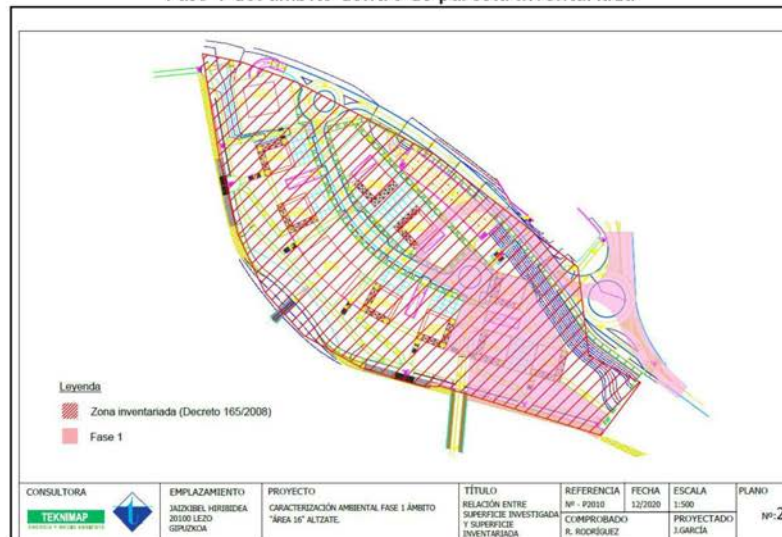 Leyenda
Zona inventariada (Decreto 165/2008)
Fase 1
CONSULTORA
TEKNIMAP
EMPLAZAMIENTO
JAIZKIBEL HIRIBIDEA
20100 LEZO
GIPUZKOA
PROYECTO
CARACTERIZACIÓN AMBIENTAL FASE 1 ÁMBITO
"ÁREA 16" ALTZATE.
TÍTULO
RELACIÓN ENTRE
SUPERFICIE INVESTIGADA
Y SUPERFICIE
INVENTARIADA
REFERENCIA
Nº - P2010
FECHA
12/2020
ESCALA
1:500
COMPROBADO
R. RODRÍGUEZ
PROYECTADO
J.GARCÍA
PLANO
Nº:2